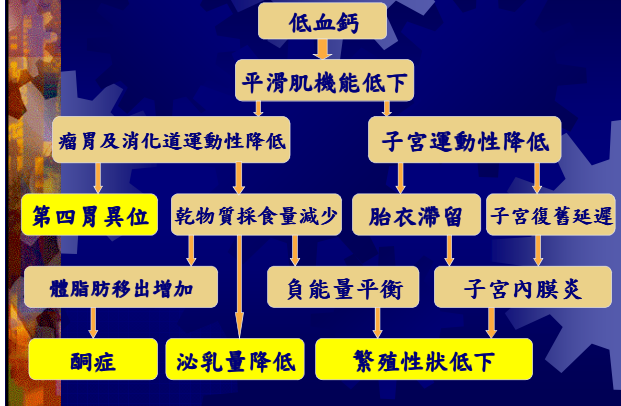 低血鈣
平滑肌機能低下
瘤胃及消化道運動性降低
子宮運動性降低
第四胃異位
乾物質採食量減少
胎衣滯留
子宮復舊延遲
體脂肪移出增加
負能量平衡
子宮內膜炎
酮症
泌乳量降低
繁殖性狀低下